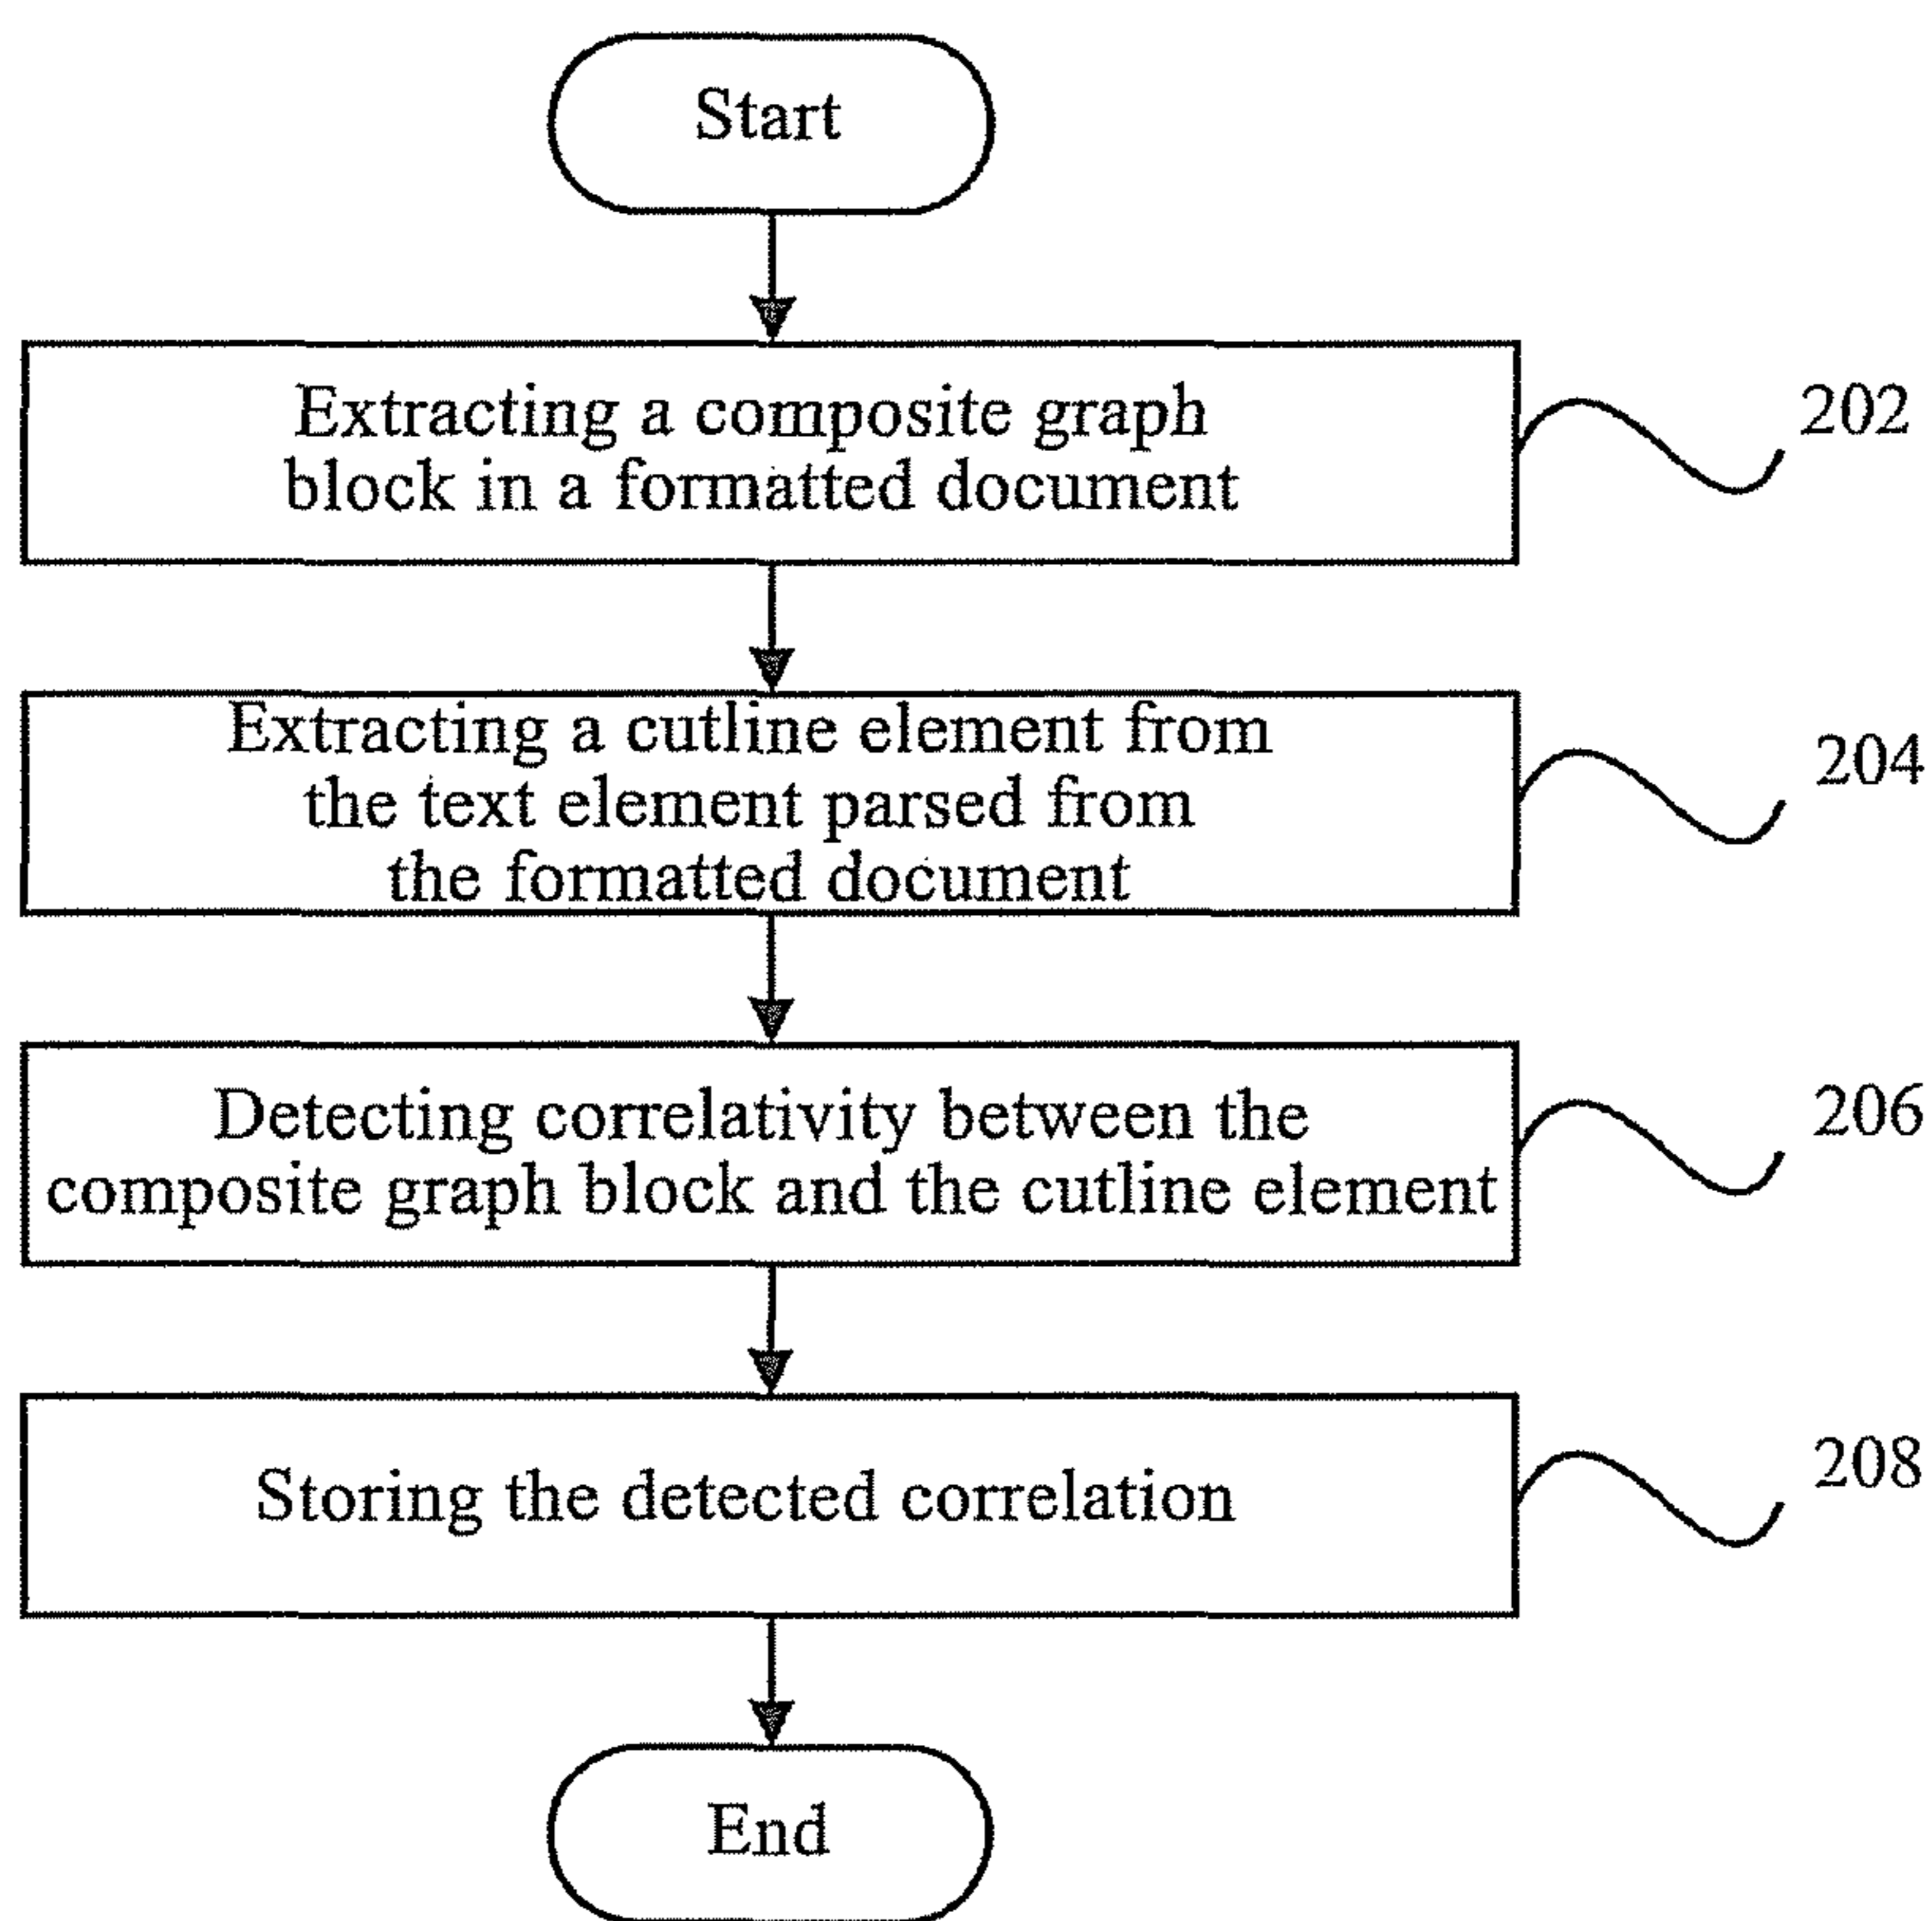 Start
Extracting a composite graph
block in a formatted document
202
Extracting a cutline element from
the text element parsed from
the formatted document
204
Detecting correlativity between the
composite graph block and the cutline element
206
Storing the detected correlation
208
End